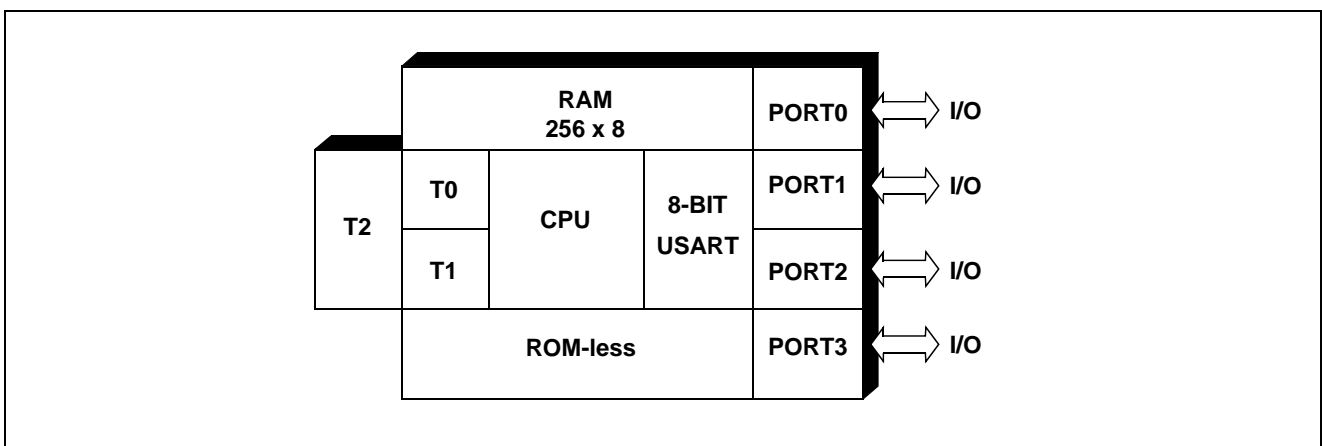 RAM
256 x 8
PORT0
I/O
T2
T0
T1
CPU
8-BIT
USART
PORT1
I/O
PORT2
I/O
ROM-less
PORT3
I/O